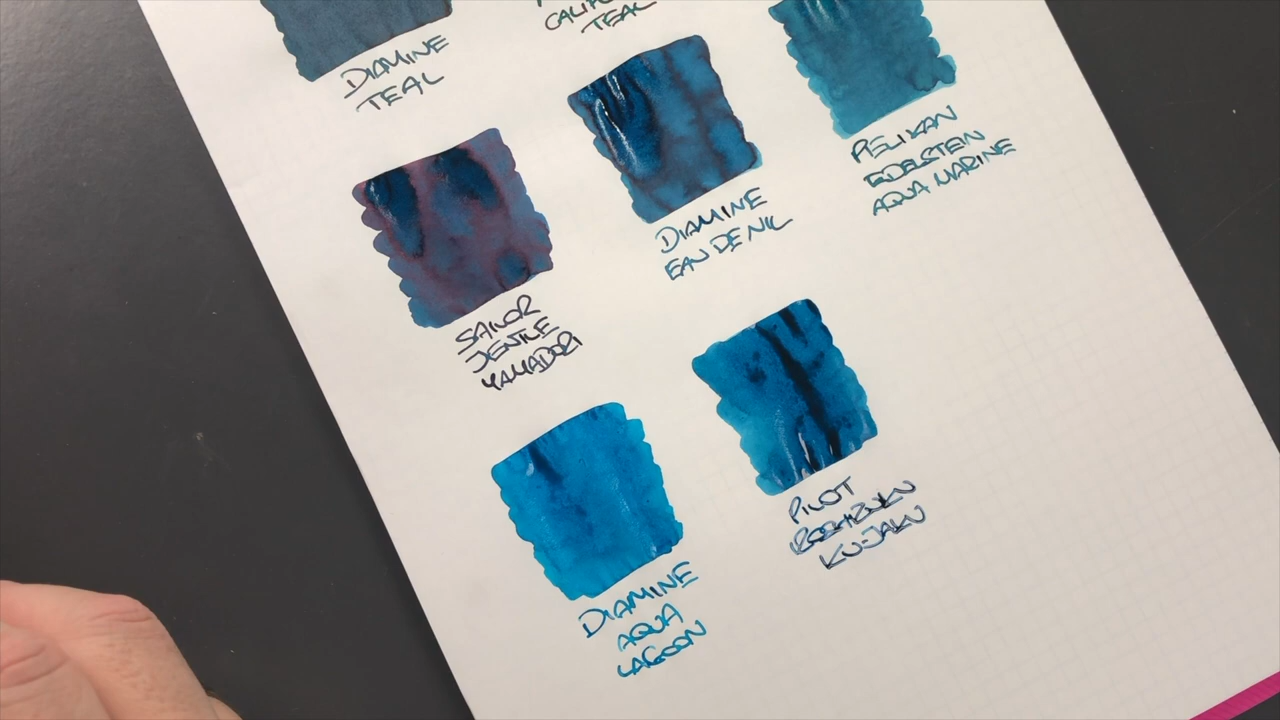 DIAMINE
TEAL
TEAL
PELIKAN
EDELSTEIN
AQUA MARINE
DIAMINE
EAU DE NIL
SAILOR
JENTLE
YAMADORI
PILOT
IROSHIZUKU
KU-JAKU
DIAMINE
AQUA
LAGOON